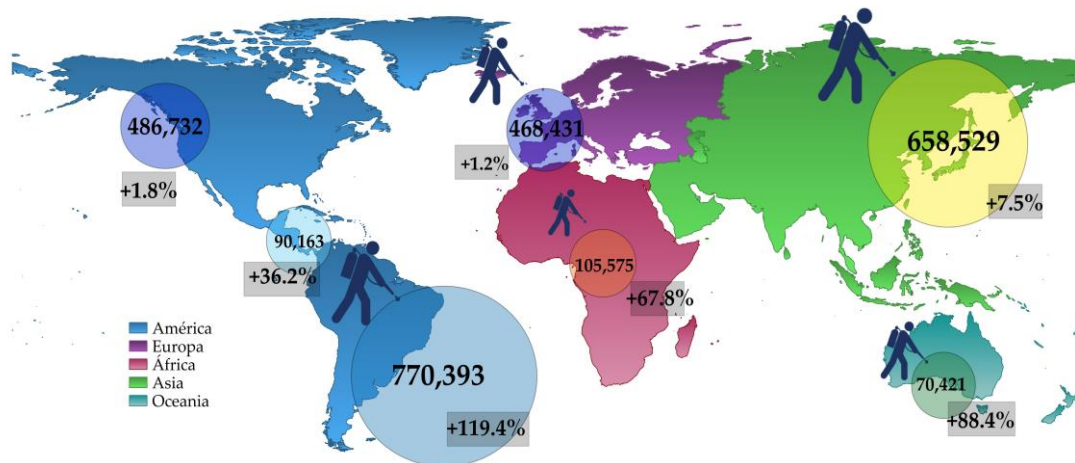 486,732
+1.8%
468,431
+1.2%
658,529
+7.5%
90,163
+36.2%
105,575
+67.8%
América
Europa
África
Asia
Oceania
770,393
+119.4%
70,421
+88.4%